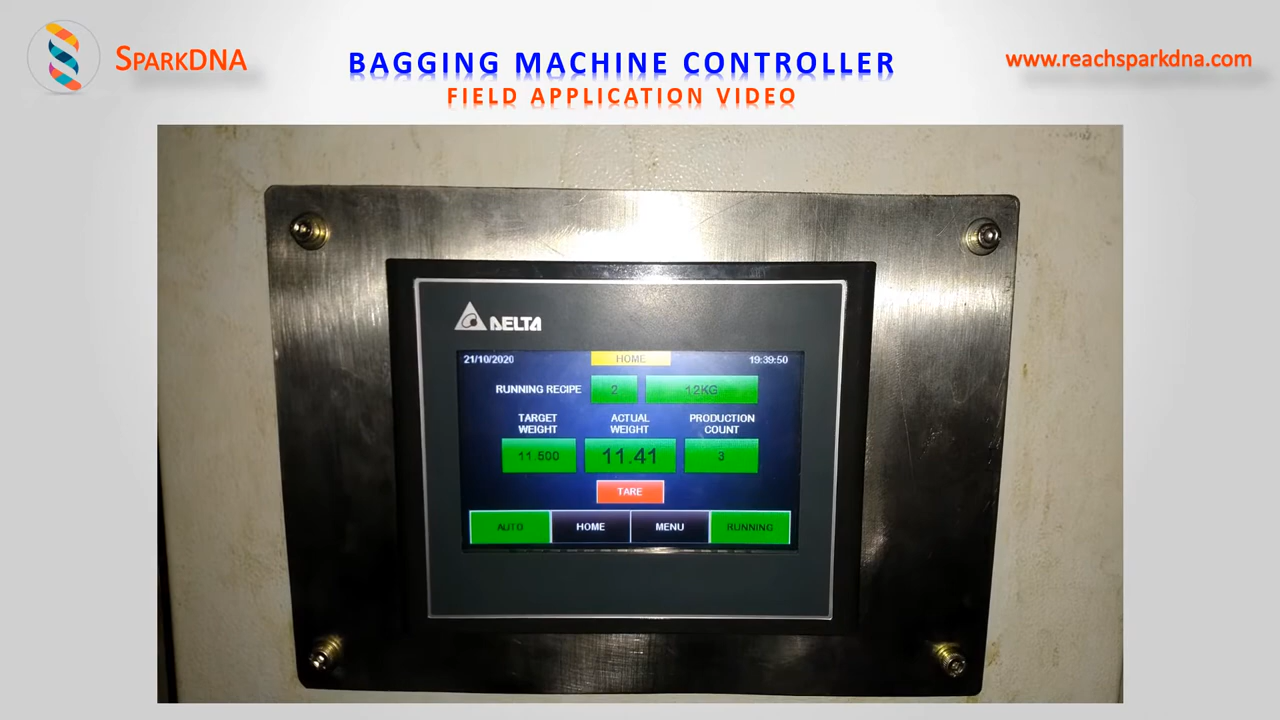 SPARKDNA
BAGGING MACHINE CONTROLLER
www.reachsparkdna.com
FIELD APPLICATION VIDEO
DELTA
21/10/2020 HOME 19:39:50
RUNNING RECIPE 2 12KG
TARGET WEIGHT
ACTUAL WEIGHT
PRODUCTION COUNT
11.500 11.41 3
TARE
AUTO HOME MENU RUNNING